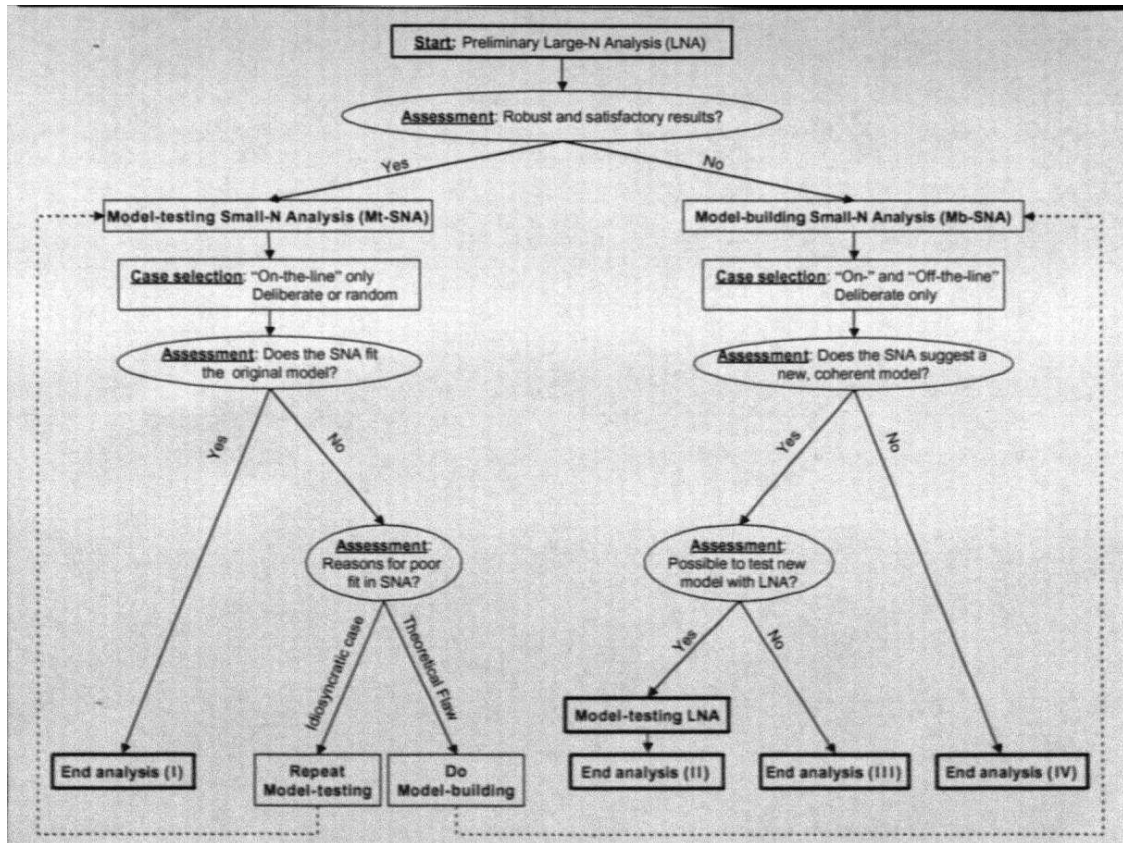 Start: Preliminary Large-N Analysis (LNA)
Assessment: Robust and satisfactory results?
Yes
No
Model-testing Small-N Analysis (Mt-SNA)
Model-building Small-N Analysis (Mb-SNA)
Case selection: "On-the-line" only
Deliberate or random
Case selection: "On-" and "Off-the-line"
Deliberate only
Assessment: Does the SNA fit
the original model?
Assessment: Does the SNA suggest a
new, coherent model?
Yes
No
Yes
No
Assessment:
Reasons for poor
fit in SNA?
Assessment:
Possible to test new
model with LNA?
Idiosyncratic case
Theoretical Flaw
Yes
No
Model-testing LNA
End analysis (I)
Repeat
Model-testing
Do
Model-building
End analysis (II)
End analysis (III)
End analysis (IV)